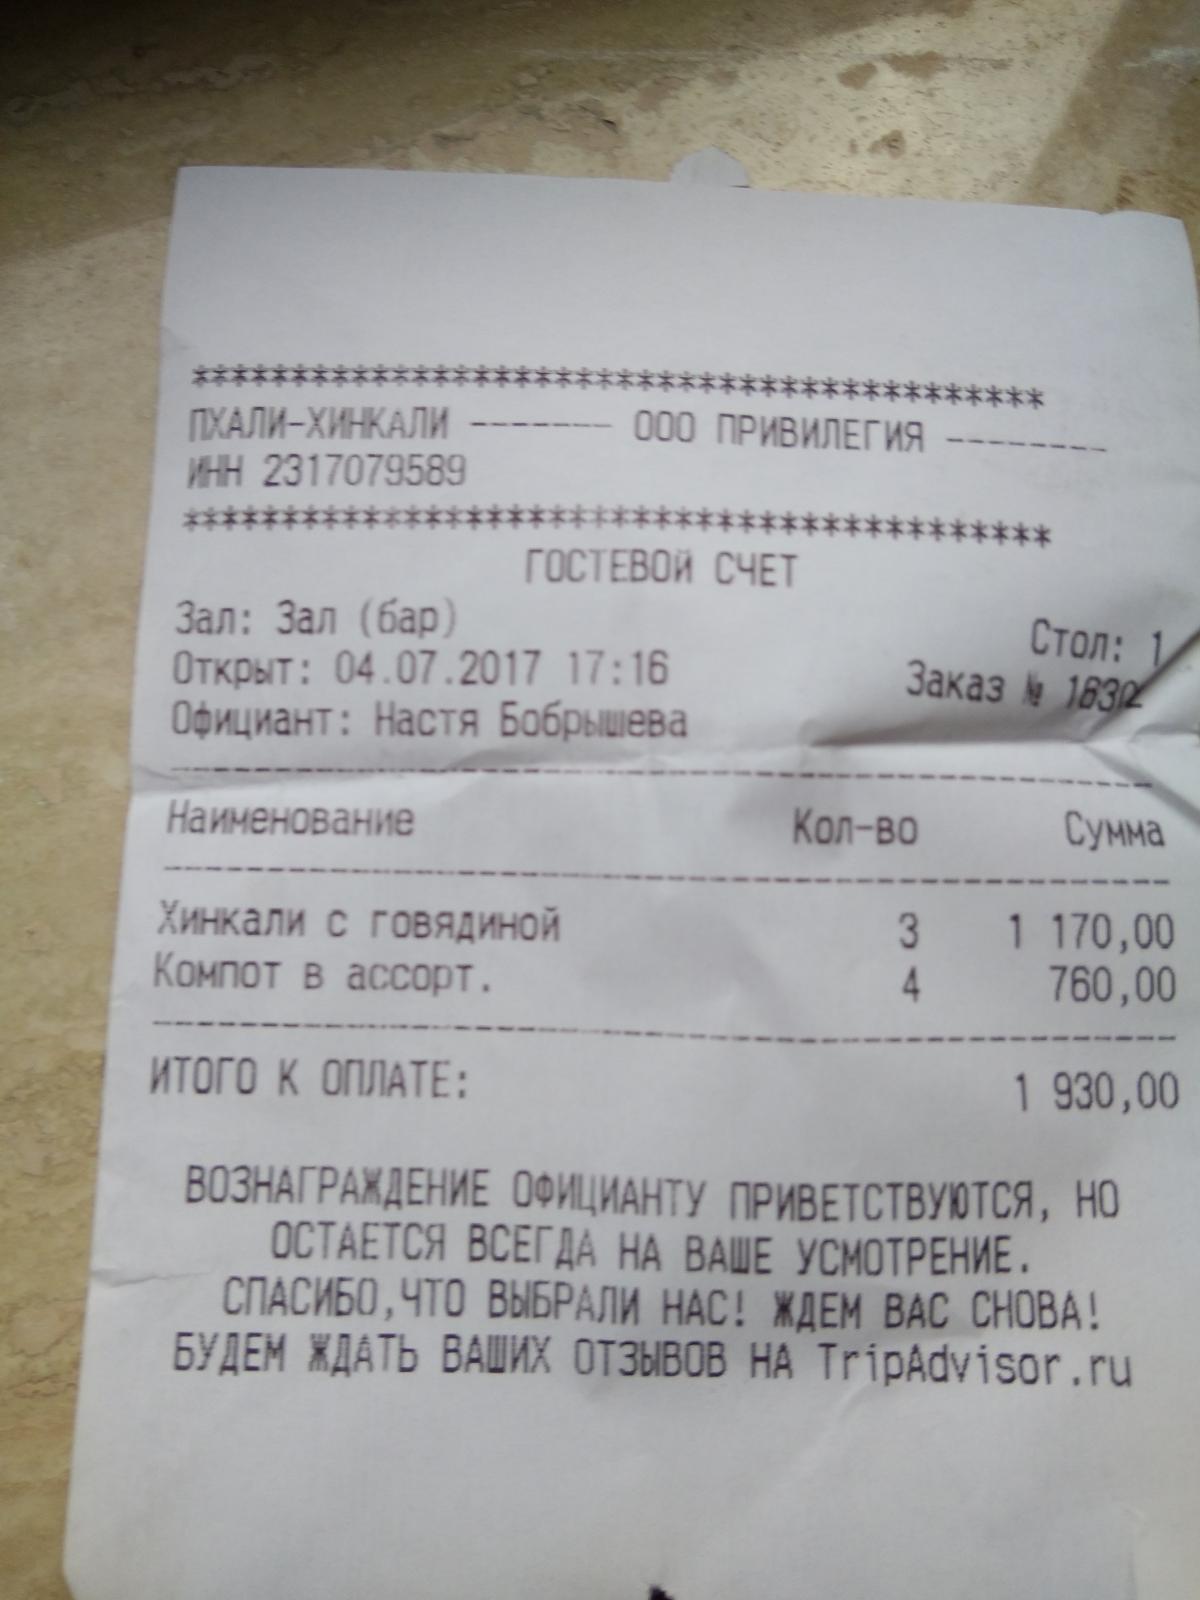 ******************************************
ПХАЛИ-ХИНКАЛИ ------- ООО ПРИВИЛЕГИЯ --------
ИНН 2317079589
******************************************
ГОСТЕВОЙ СЧЕТ
Зал: Зал (бар) Стол: 1
Открыт: 04.07.2017 17:16 Заказ № 1632
Официант: Настя Бобрышева
Наименование Кол-во Сумма
Хинкали с говядиной 3 1 170,00
Компот в ассорт. 4 760,00
ИТОГО К ОПЛАТЕ: 1 930,00
ВОЗНАГРАЖДЕНИЕ ОФИЦИАНТУ ПРИВЕТСТВУЮТСЯ, НО
ОСТАЕТСЯ ВСЕГДА НА ВАШЕ УСМОТРЕНИЕ.
СПАСИБО,ЧТО ВЫБРАЛИ НАС! ЖДЕМ ВАС СНОВА!
БУДЕМ ЖДАТЬ ВАШИХ ОТЗЫВОВ НА TripAdvisor.ru